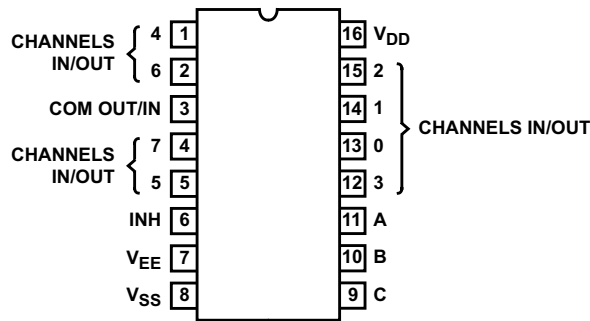 4 1 16 VDD
CHANNELS
IN/OUT
6 2 15 2
COM OUT/IN 3 14 1
CHANNELS IN/OUT
7 4 13 0
CHANNELS
IN/OUT
5 5 12 3
INH 6 11 A
VEE 7 10 B
VSS 8 9 C